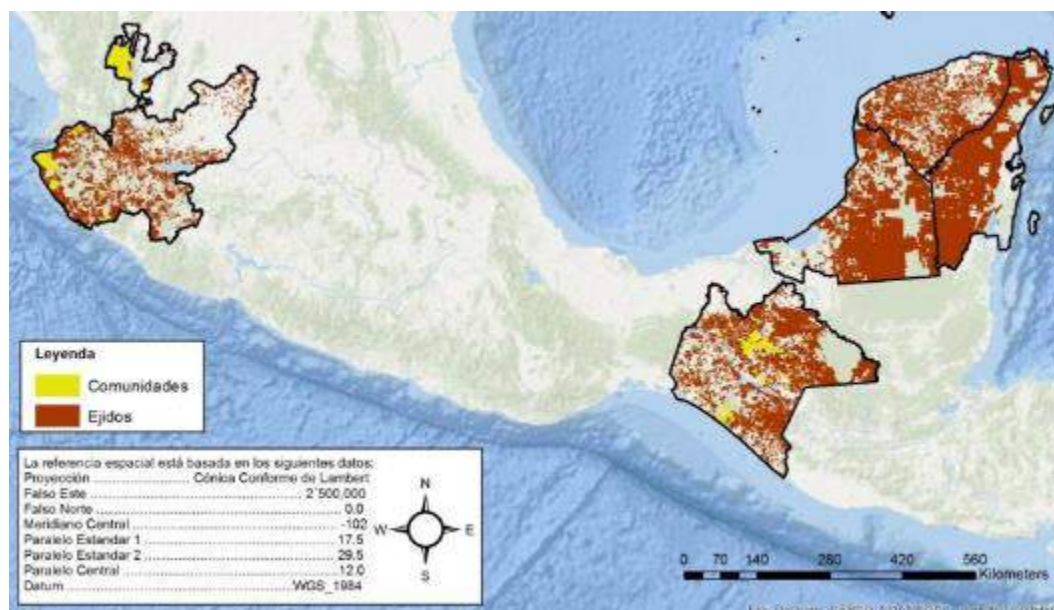 Leyenda
Comunidades
Ejidos
La referencia espacial está basada en los siguientes datos:
Proyección ................ Cónica Conforme de Lambert
Falso Este ................ 2´500,000
Falso Norte ................ 0.0
Meridiano Central ................ -102
Paralelo Estandar 1 ................ 17.5
Paralelo Estandar 2 ................ 29.5
Paralelo Central ................ 12.0
Datum ................ WGS_1984
N
W E
S
0 70 140 280 420 560
Kilometers